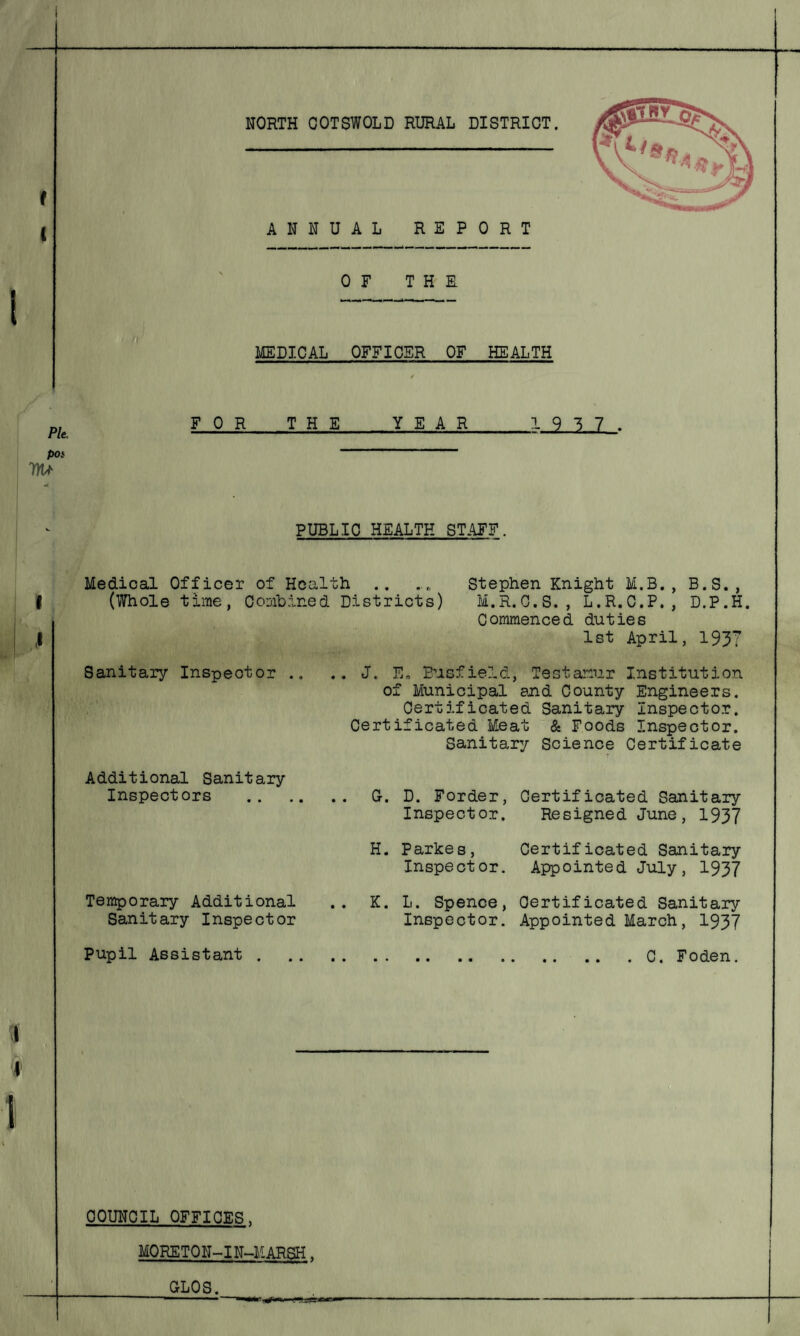 NORTH COTSWOLD RURAL DISTRICT.
LIBRARY
ANNUAL REPORT
OF THE
MEDICAL OFFICER OF HEALTH
FOR THE YEAR 1937.
Ple.
pos
PUBLIC HEALTH STAFF.
Medical Officer of Health .. .. Stephen Knight M.B., B.S.,
(Whole time, Combined Districts) M.R.C.S., L.R.C.P., D.P.H.
Commenced duties
1st April, 1937
Sanitary Inspector .. .. J. E. Busfield, Testamur Institution
of Municipal and County Engineers.
Certificated Sanitary Inspector.
Certificated Meat & Foods Inspector.
Sanitary Science Certificate
Additional Sanitary
Inspectors .. .. .. G. D. Forder, Certificated Sanitary
Inspector. Resigned June, 1937
H. Parkes, Certificated Sanitary
Inspector. Appointed July, 1937
Temporary Additional .. K. L. Spence, Certificated Sanitary
Sanitary Inspector Inspector. Appointed March, 1937
Pupil Assistant . .. .. .. .. .. .. .. .. . C. Foden.
COUNCIL OFFICES,
MORETON-IN-MARSH,
GLOS.